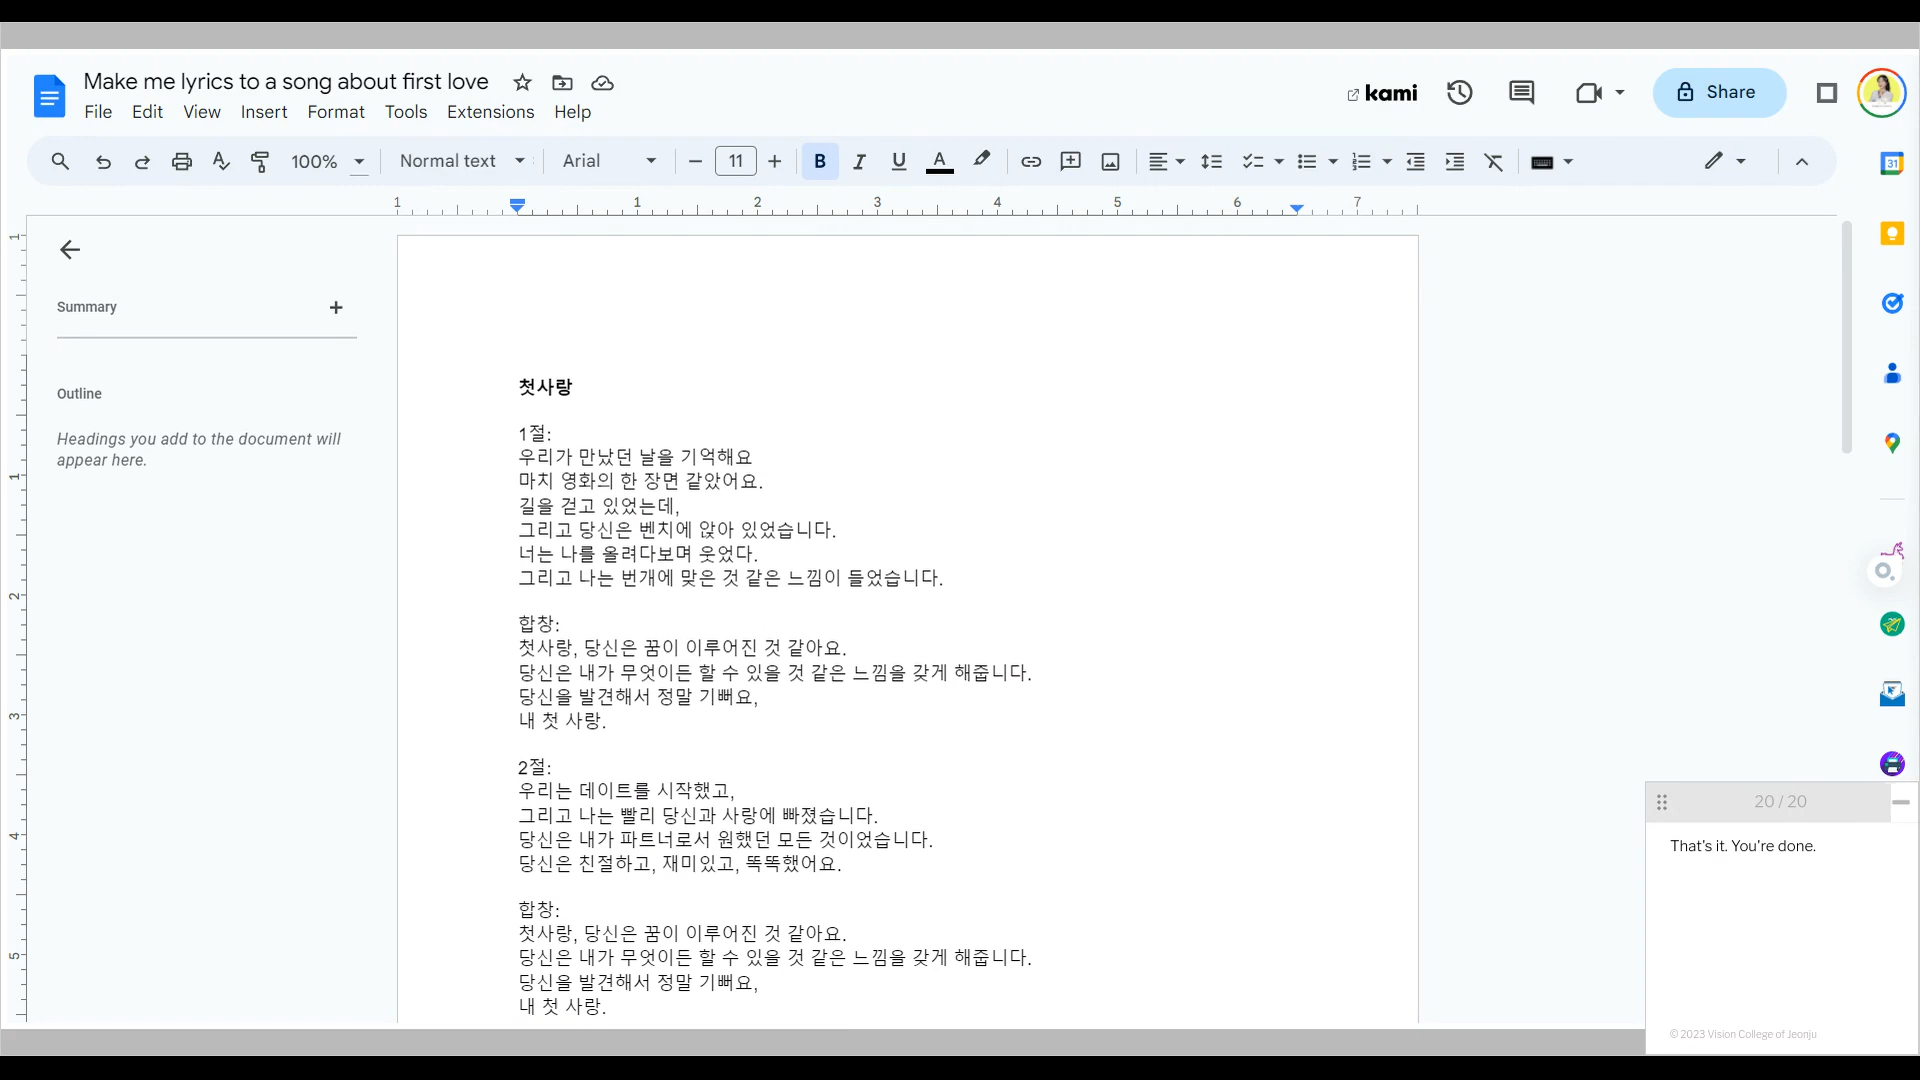 Make me lyrics to a song about first love
kami
Share
File Edit View Insert Format Tools Extensions Help
100% Normal text Arial 11 B I U A
31
1 1 2 3 4 5 6 7
1
1
2
3
4
5
Summary
Outline
Headings you add to the document will
appear here.
첫사랑
1절:
우리가 만났던 날을 기억해요
마치 영화의 한 장면 같았어요.
길을 걷고 있었는데,
그리고 당신은 벤치에 앉아 있었습니다.
너는 나를 올려다보며 웃었다.
그리고 나는 번개에 맞은 것 같은 느낌이 들었습니다.
합창:
첫사랑, 당신은 꿈이 이루어진 것 같아요.
당신은 내가 무엇이든 할 수 있을 것 같은 느낌을 갖게 해줍니다.
당신을 발견해서 정말 기뻐요,
내 첫 사랑.
2절:
우리는 데이트를 시작했고,
그리고 나는 빨리 당신과 사랑에 빠졌습니다.
당신은 내가 파트너로서 원했던 모든 것이었습니다.
당신은 친절하고, 재미있고, 똑똑했어요.
합창:
첫사랑, 당신은 꿈이 이루어진 것 같아요.
당신은 내가 무엇이든 할 수 있을 것 같은 느낌을 갖게 해줍니다.
당신을 발견해서 정말 기뻐요,
내 첫 사랑.
20 / 20
That's it. You're done.
© 2023 Vision College of Jeonju